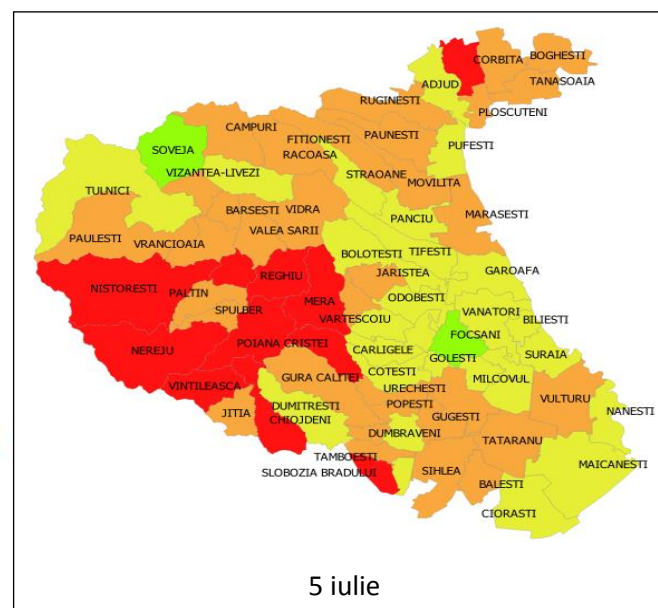 CORBITA
BOGHESTI
ADJUD
TANASOAIA
RUGINESTI
PLOSCUTENI
CAMPURI
FITIONESTI
PAUNESTI
PUFESTI
SOVEJA
RACOASA
VIZANTEA-LIVEZI
STRAOANE
MOVILITA
TULNICI
BARSESTI
VIDRA
PANCIU
MARASESTI
PAULESTI
VRANCIOAIA
VALEA SARII
BOLOTESTI
TIFESTI
GAROAFA
REGHIU
JARISTEA
NISTORESTI
PALTIN
MERA
ODOBESTI
SPULBER
VARTESCOIU
VANATORI
BILIESTI
FOCSANI
NEREJU
POIANA CRISTEI
CARLIGELE
GOLESTI
SURAIA
VINTILEASCA
GURA CALITEI
COTESTI
MILCOVUL
URECHESTI
JITIA
DUMITRESTI
POPESTI
VULTURU
NANESTI
CHIOJDENI
GUGESTI
DUMBRAVENI
TATARANU
TAMBOESTI
SLOBOZIA BRADULUI
SIHLEA
MAICANESTI
BALESTI
CIORASTI
5 iulie